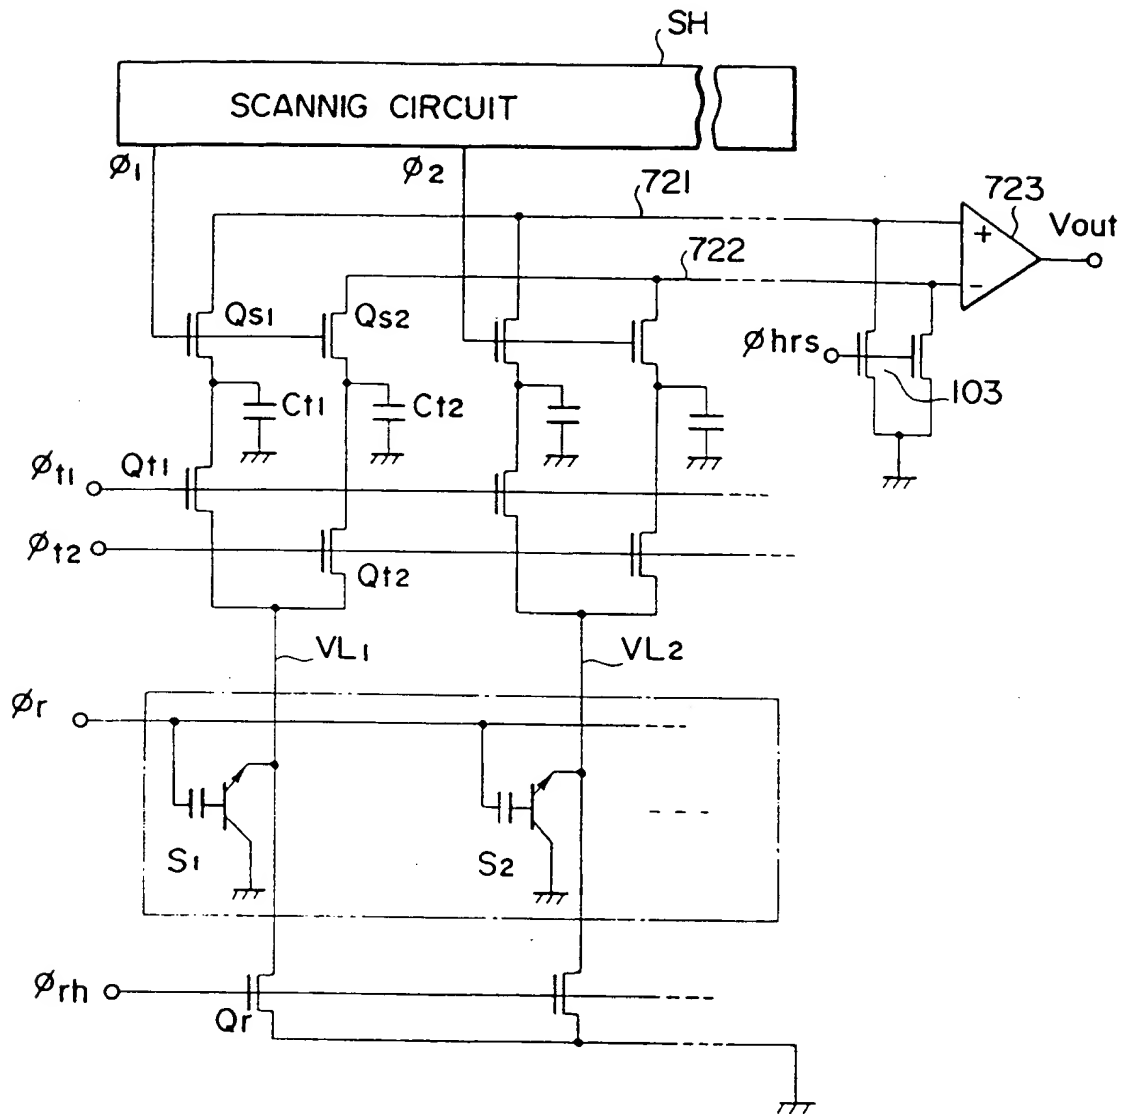 SH
SCANNIG CIRCUIT
ø1
ø2
721
723
Vout
722
Qs1
Qs2
øhrs
Ct1
Ct2
103
øt1
Qt1
øt2
Qt2
VL1
VL2
ør
S1
S2
ørh
Qr